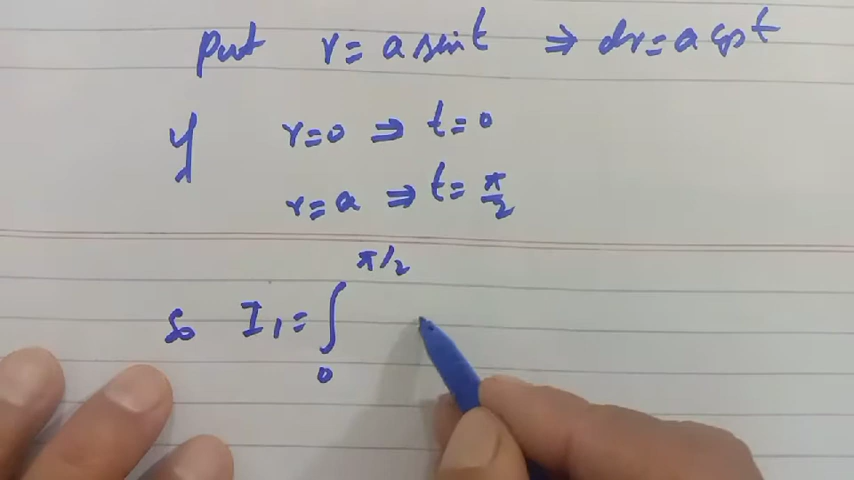 put r = a sin t ⇒ dr = a cos t
If r = 0 ⇒ t = 0
r = a ⇒ t = π/2
So I₁ = ∫₀^{π/2}